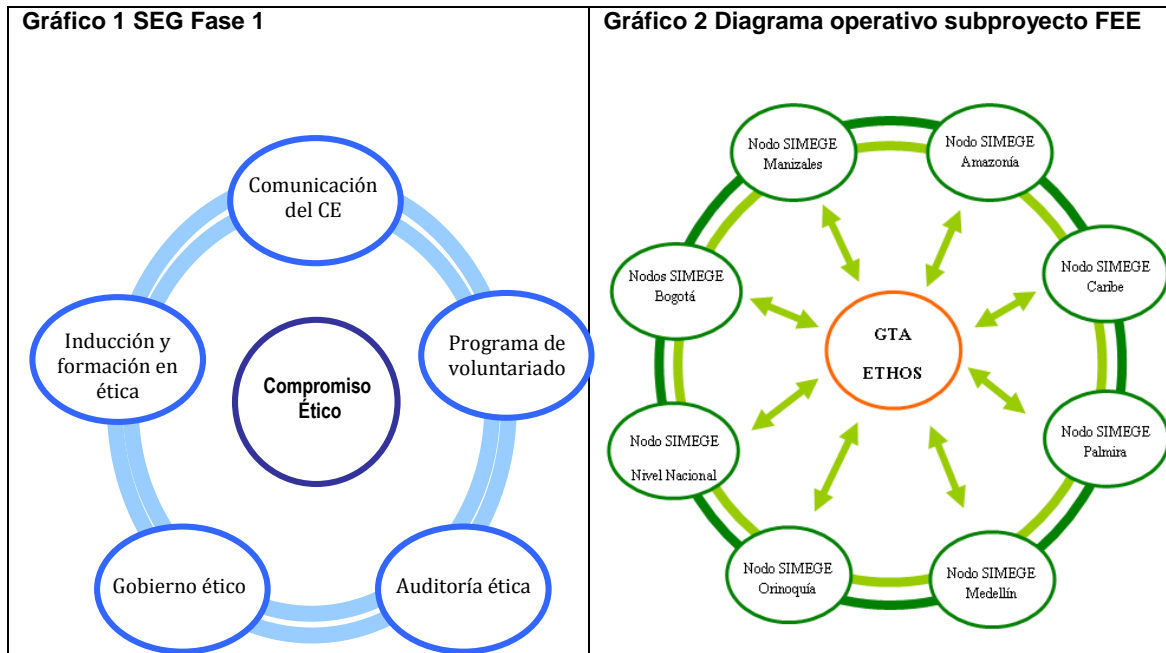 Gráfico 1 SEG Fase 1
Comunicación
del CE
Inducción y
formación en
ética
Programa de
voluntariado
Compromiso
Ético
Gobierno ético
Auditoría ética
Gráfico 2 Diagrama operativo subproyecto FEE
Nodo SIMEGE
Manizales
Nodo SIMEGE
Amazonía
Nodos SIMEGE
Bogotá
Nodo SIMEGE
Caribe
GTA
ETHOS
Nodo SIMEGE
Nivel Nacional
Nodo SIMEGE
Palmira
Nodo SIMEGE
Orinoquía
Nodo SIMEGE
Medellín